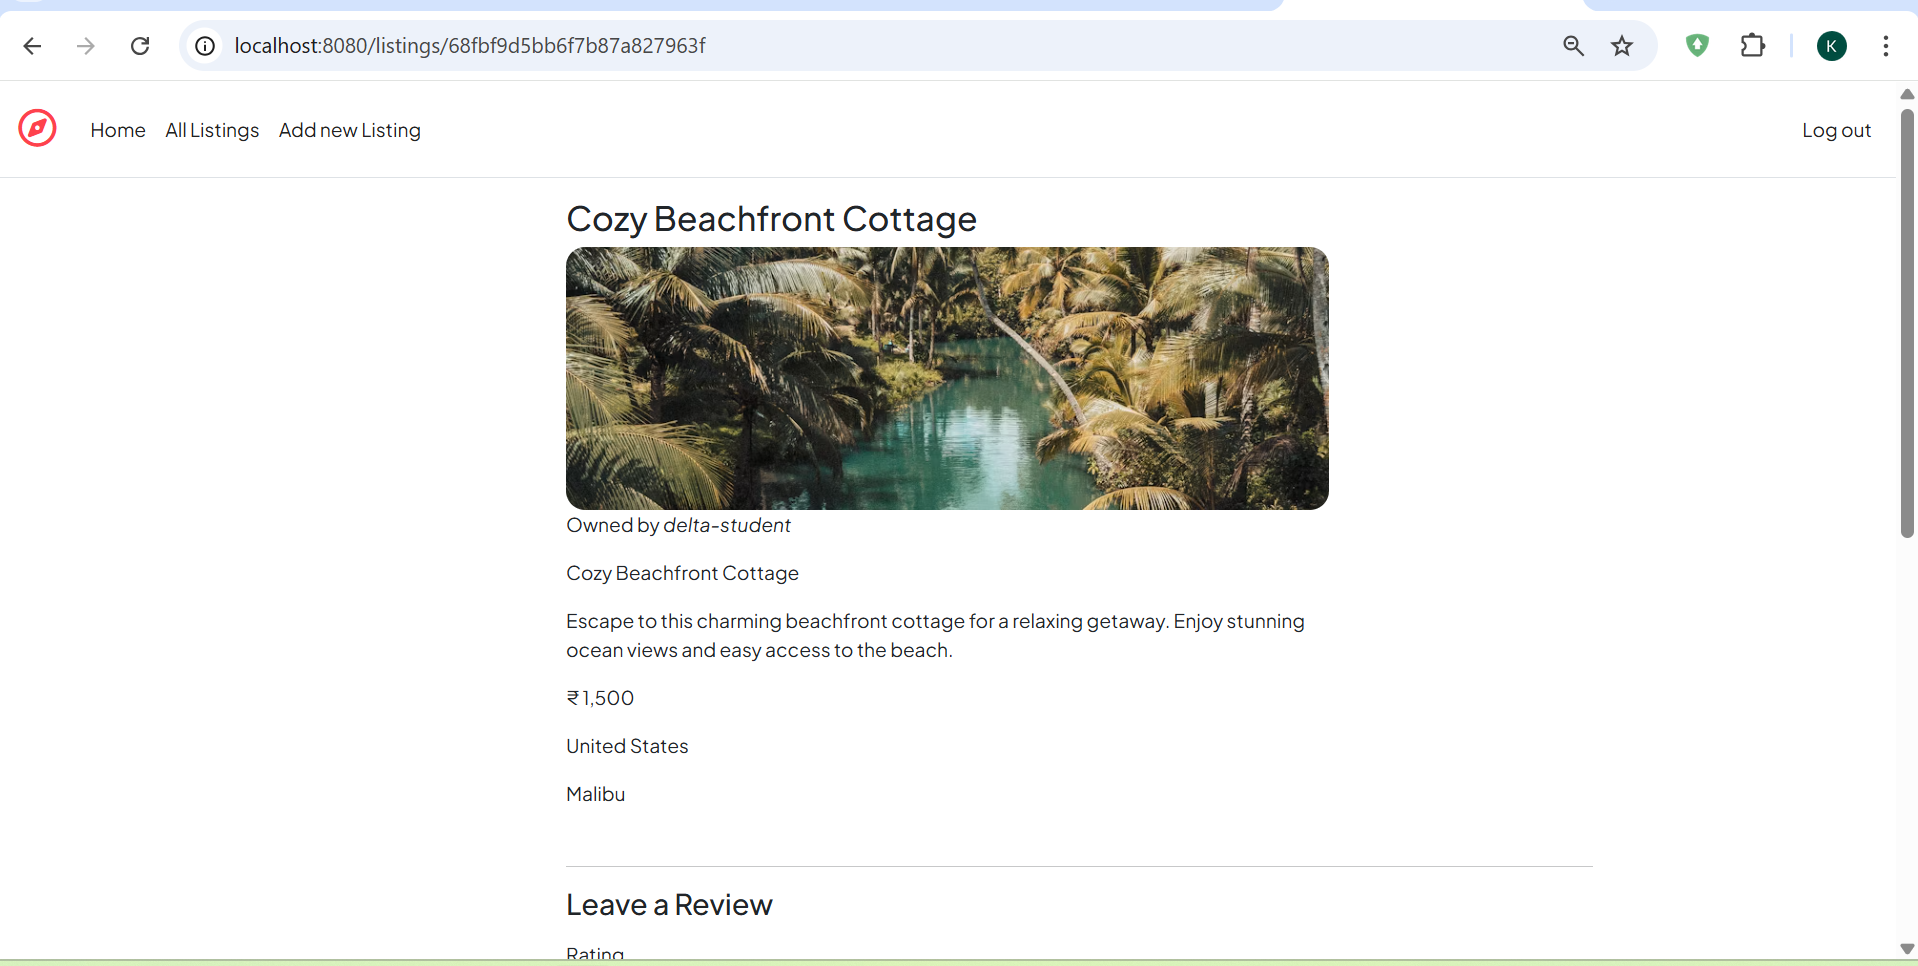 localhost:8080/listings/68fbf9d5bb6f7b87a827963f
K
Home All Listings Add new Listing Log out
Cozy Beachfront Cottage
Owned by delta-student
Cozy Beachfront Cottage
Escape to this charming beachfront cottage for a relaxing getaway. Enjoy stunning
ocean views and easy access to the beach.
₹ 1,500
United States
Malibu
Leave a Review
Rating